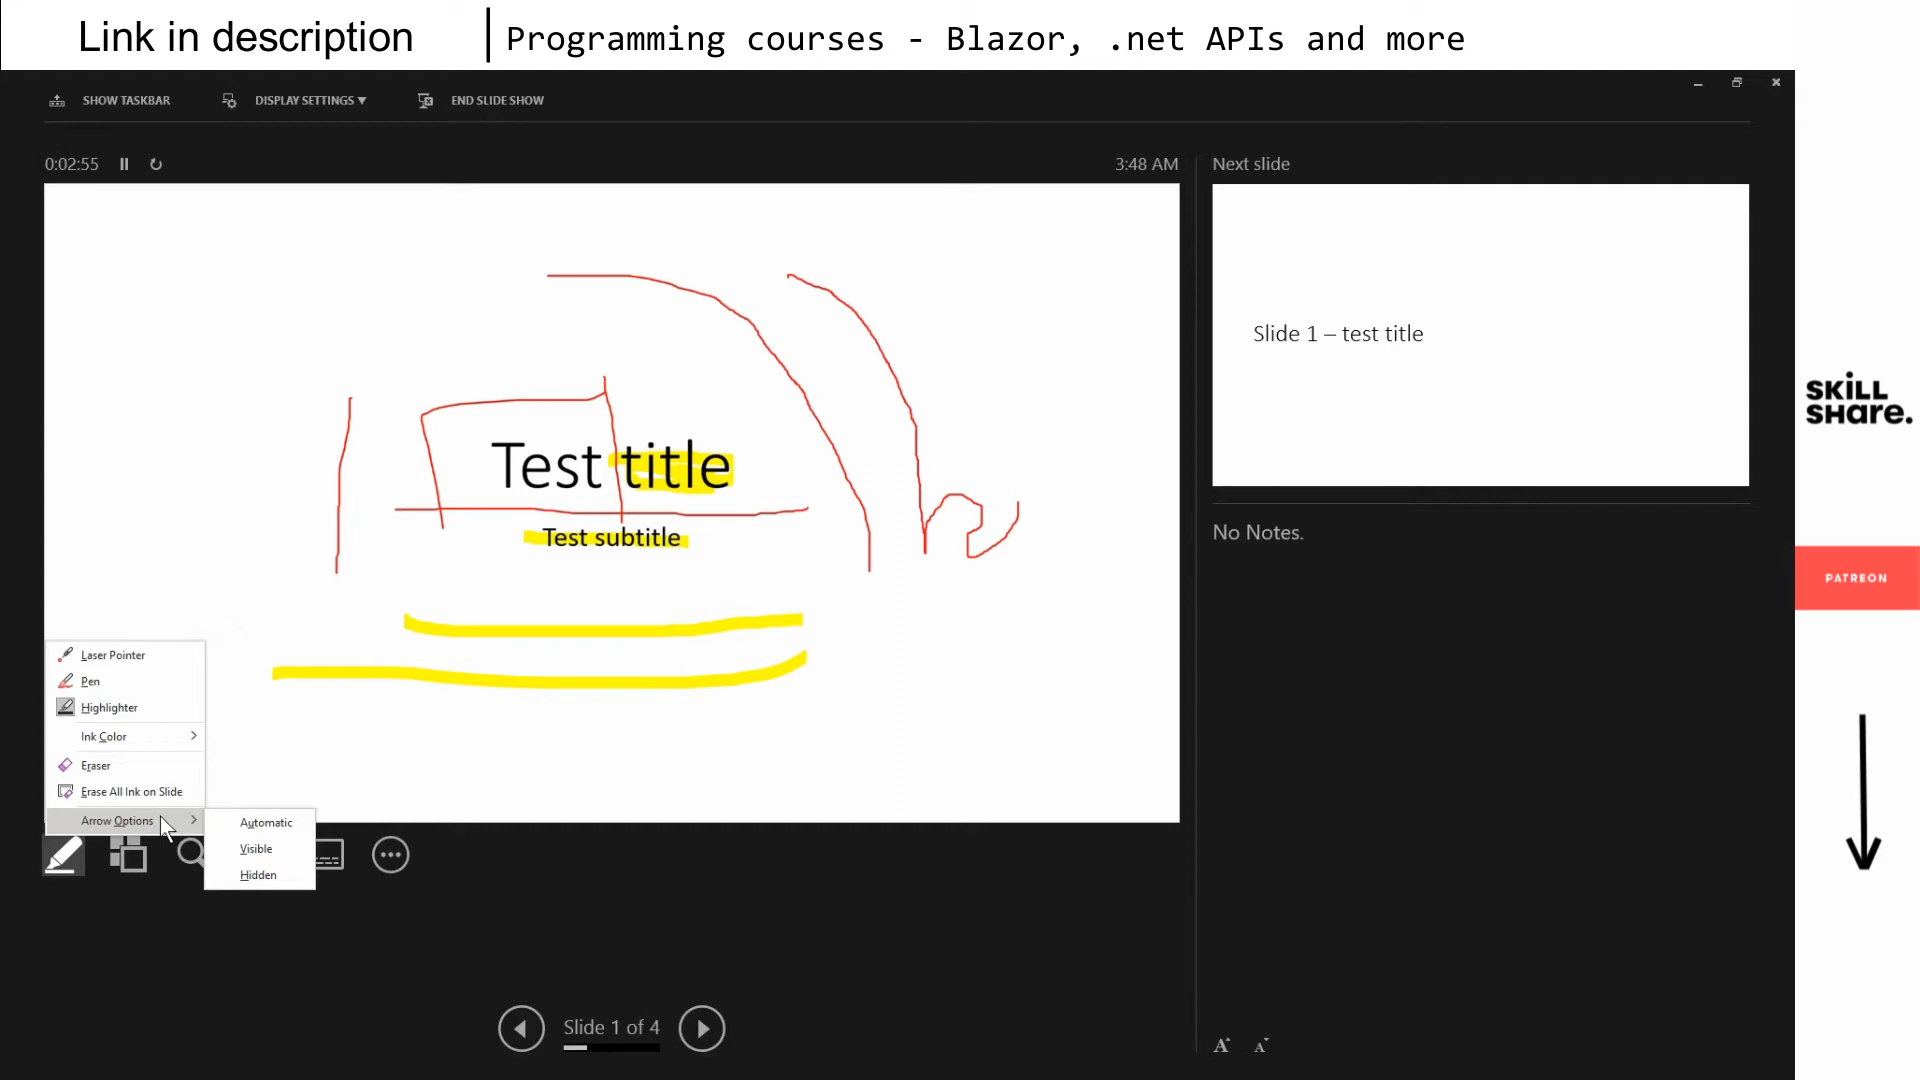 Link in description
Programming courses - Blazor, .net APIs and more
SHOW TASKBAR
DISPLAY SETTINGS ▼
END SLIDE SHOW
0:02:55
3:48 AM
Next slide
Test title
Test subtitle
Slide 1 – test title
No Notes.
Laser Pointer
Pen
Highlighter
Ink Color
Eraser
Erase All Ink on Slide
Arrow Options
Automatic
Visible
Hidden
Slide 1 of 4
A
A
SKILL
SHARE.
PATREON